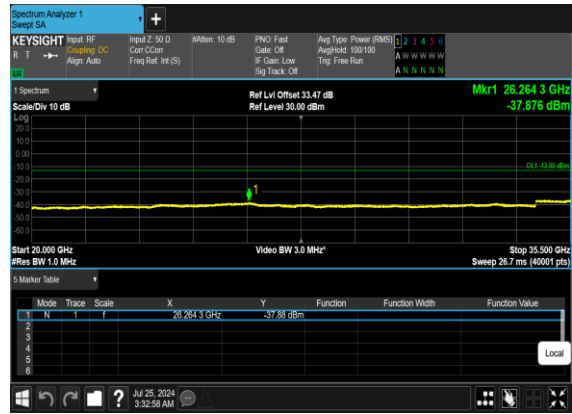 Spectrum Analyzer 1
Swept SA
KEYSIGHT Input: RF Input Z: 50 Ω #Atten: 10 dB PNO: Fast Avg Type: Power (RMS) 1 2 3 4 5 6
R T Coupling: DC Corr CCorr Gate: Off Avg|Hold: 100/100 A W W W W W
Align: Auto Freq Ref: Int (S) IF Gain: Low Trig: Free Run
LXI Sig Track: Off A N N N N N
1 Spectrum Ref Lvl Offset 33.47 dB Mkr1 26.264 3 GHz
Scale/Div 10 dB Ref Level 30.00 dBm -37.876 dBm
Log
20.0
10.0
0.00
-10.0 DL1 -13.00 dBm
-20.0
-30.0 1
-40.0
-50.0
-60.0
Start 20.000 GHz Video BW 3.0 MHz* Stop 35.500 GHz
#Res BW 1.0 MHz Sweep 26.7 ms (40001 pts)
5 Marker Table
Mode Trace Scale X Y Function Function Width Function Value
1 N 1 f 26.264 3 GHz -37.88 dBm
2
3
4
5
6
Local
? Jul 25, 2024
3:32:58 AM